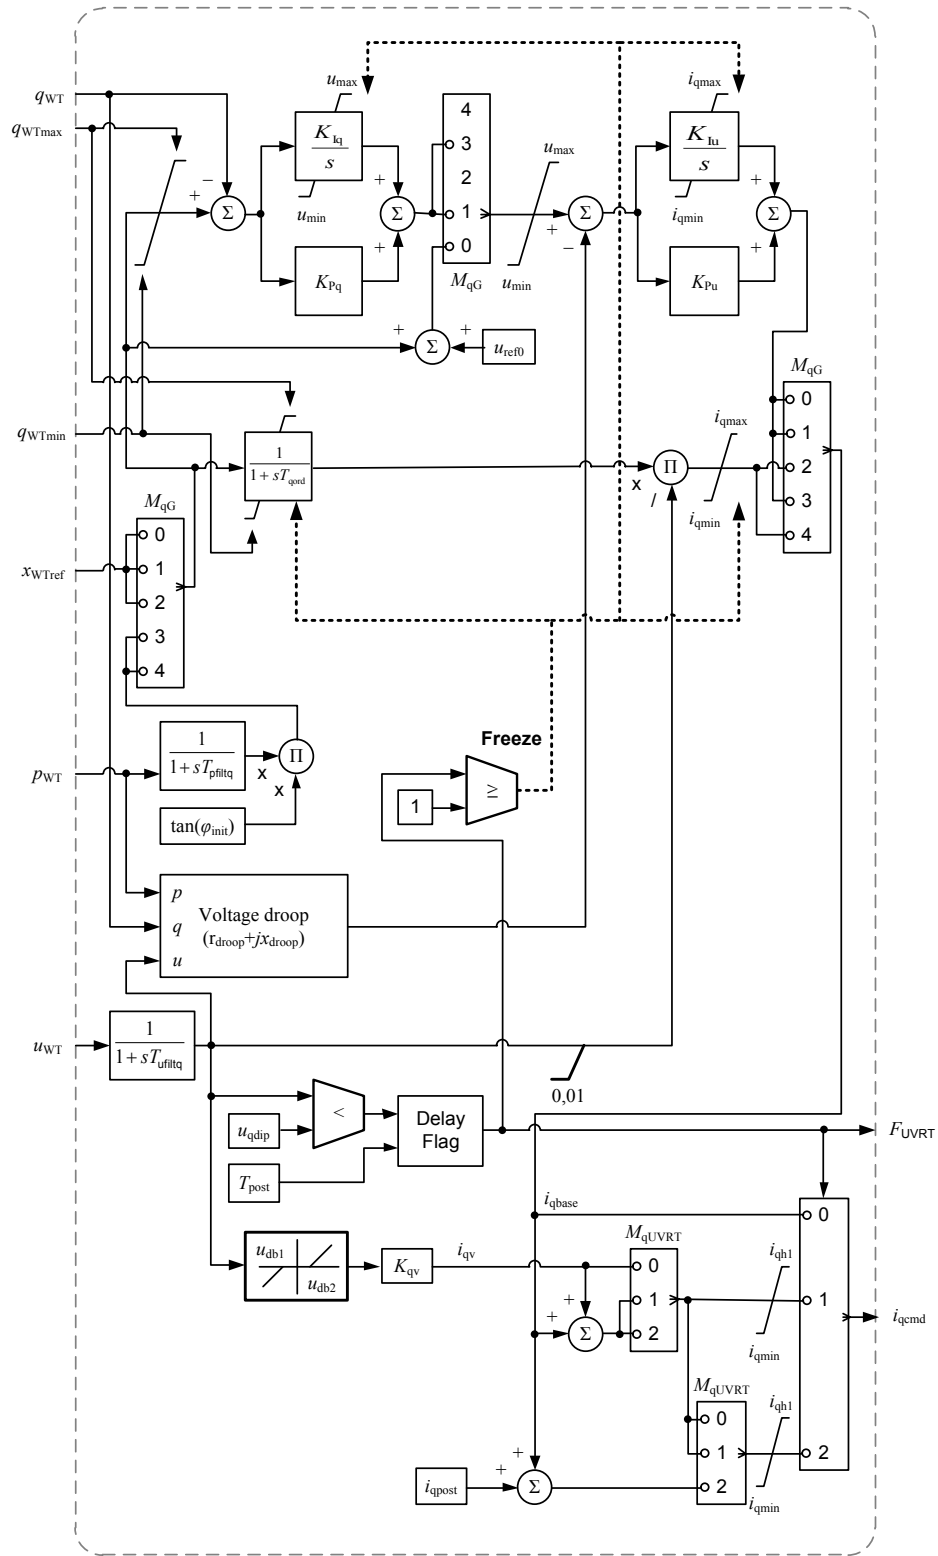 u_max
i_qmax
q_WT
q_WTmax
K_Iq
s
4
3
2
1
0
M_qG
u_max
K_Iu
s
− + Σ
u_min
+ Σ +
+ Σ −
i_qmin
+ Σ +
K_Pq
u_min
K_Pu
+ Σ +
u_ref0
M_qG
0
1
2
3
4
q_WTmin
i_qmax
1
1 + sT_qord
x Π /
i_qmin
M_qG
0
1
2
3
4
x_WTref
Freeze
1
1 + sT_pfiltq
x Π x
p_WT
1
≥
tan(φ_init)
p
q
u
Voltage droop
(r_droop+jx_droop)
u_WT
1
1 + sT_ufiltq
0,01
<
u_qdip
Delay
Flag
F_UVRT
T_post
i_qbase
0
1
2
M_qUVRT
0
1
2
u_db1
u_db2
K_qv
i_qv
i_qh1
i_qmin
i_qcmd
+ + Σ
M_qUVRT
0
1
2
i_qh1
i_qmin
i_qpost
+ + Σ